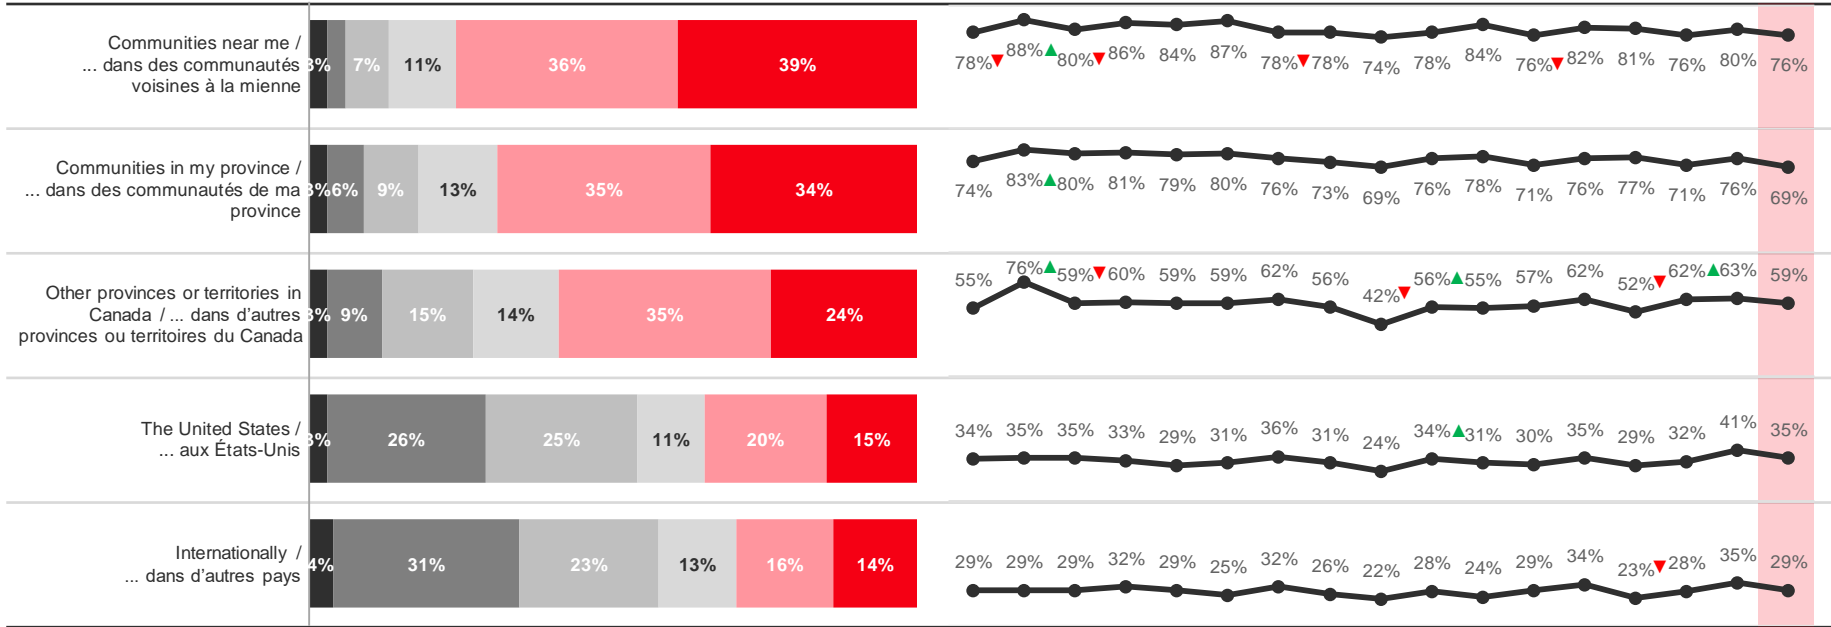 Communities near me /
... dans des communautés
voisines à la mienne
3% 7% 11% 36% 39%
78% 88% 80% 86% 84% 87% 78% 78% 74% 78% 84% 76% 82% 81% 76% 80% 76%
Communities in my province /
... dans des communautés de ma
province
3% 6% 9% 13% 35% 34%
74% 83% 80% 81% 79% 80% 76% 73% 69% 76% 78% 71% 76% 77% 71% 76% 69%
Other provinces or territories in
Canada / ... dans d'autres
provinces ou territoires du Canada
3% 9% 15% 14% 35% 24%
55% 76% 59% 60% 59% 59% 62% 56% 42% 56% 55% 57% 62% 52% 62% 63% 59%
The United States /
... aux États-Unis
3% 26% 25% 11% 20% 15%
34% 35% 35% 33% 29% 31% 36% 31% 24% 34% 31% 30% 35% 29% 32% 41% 35%
Internationally /
... dans d'autres pays
4% 31% 23% 13% 16% 14%
29% 29% 29% 32% 29% 25% 32% 26% 22% 28% 24% 29% 34% 23% 28% 35% 29%